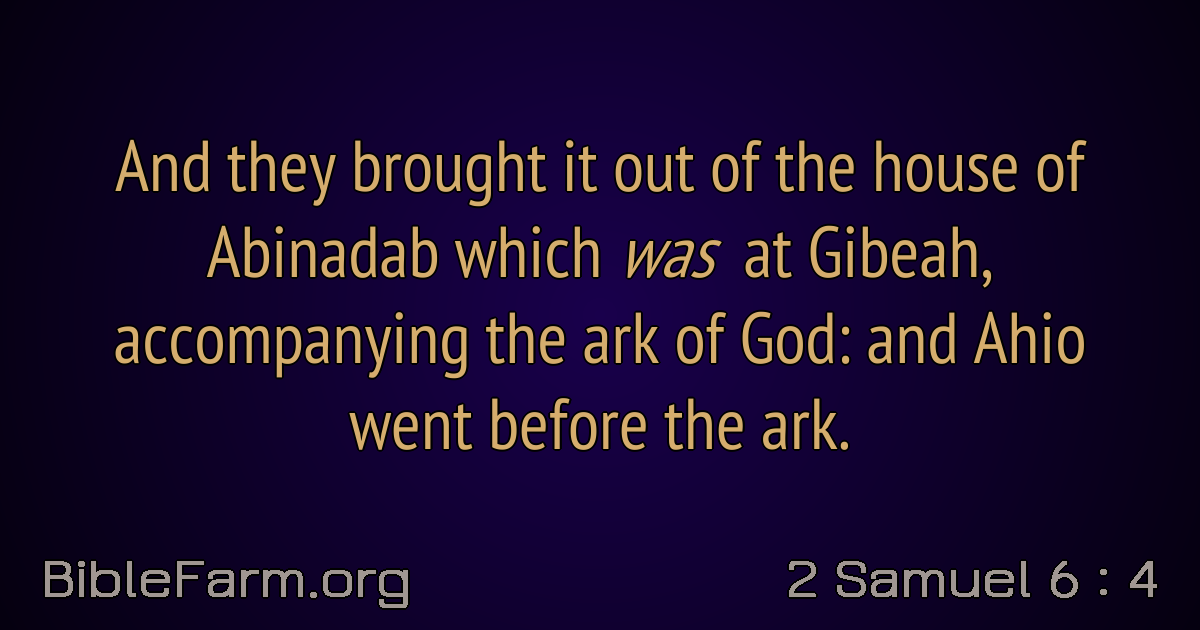 And they brought it out of the house of
Abinadab which was at Gibeah,
accompanying the ark of God: and Ahio
went before the ark.
BibleFarm.org
2 Samuel 6 : 4